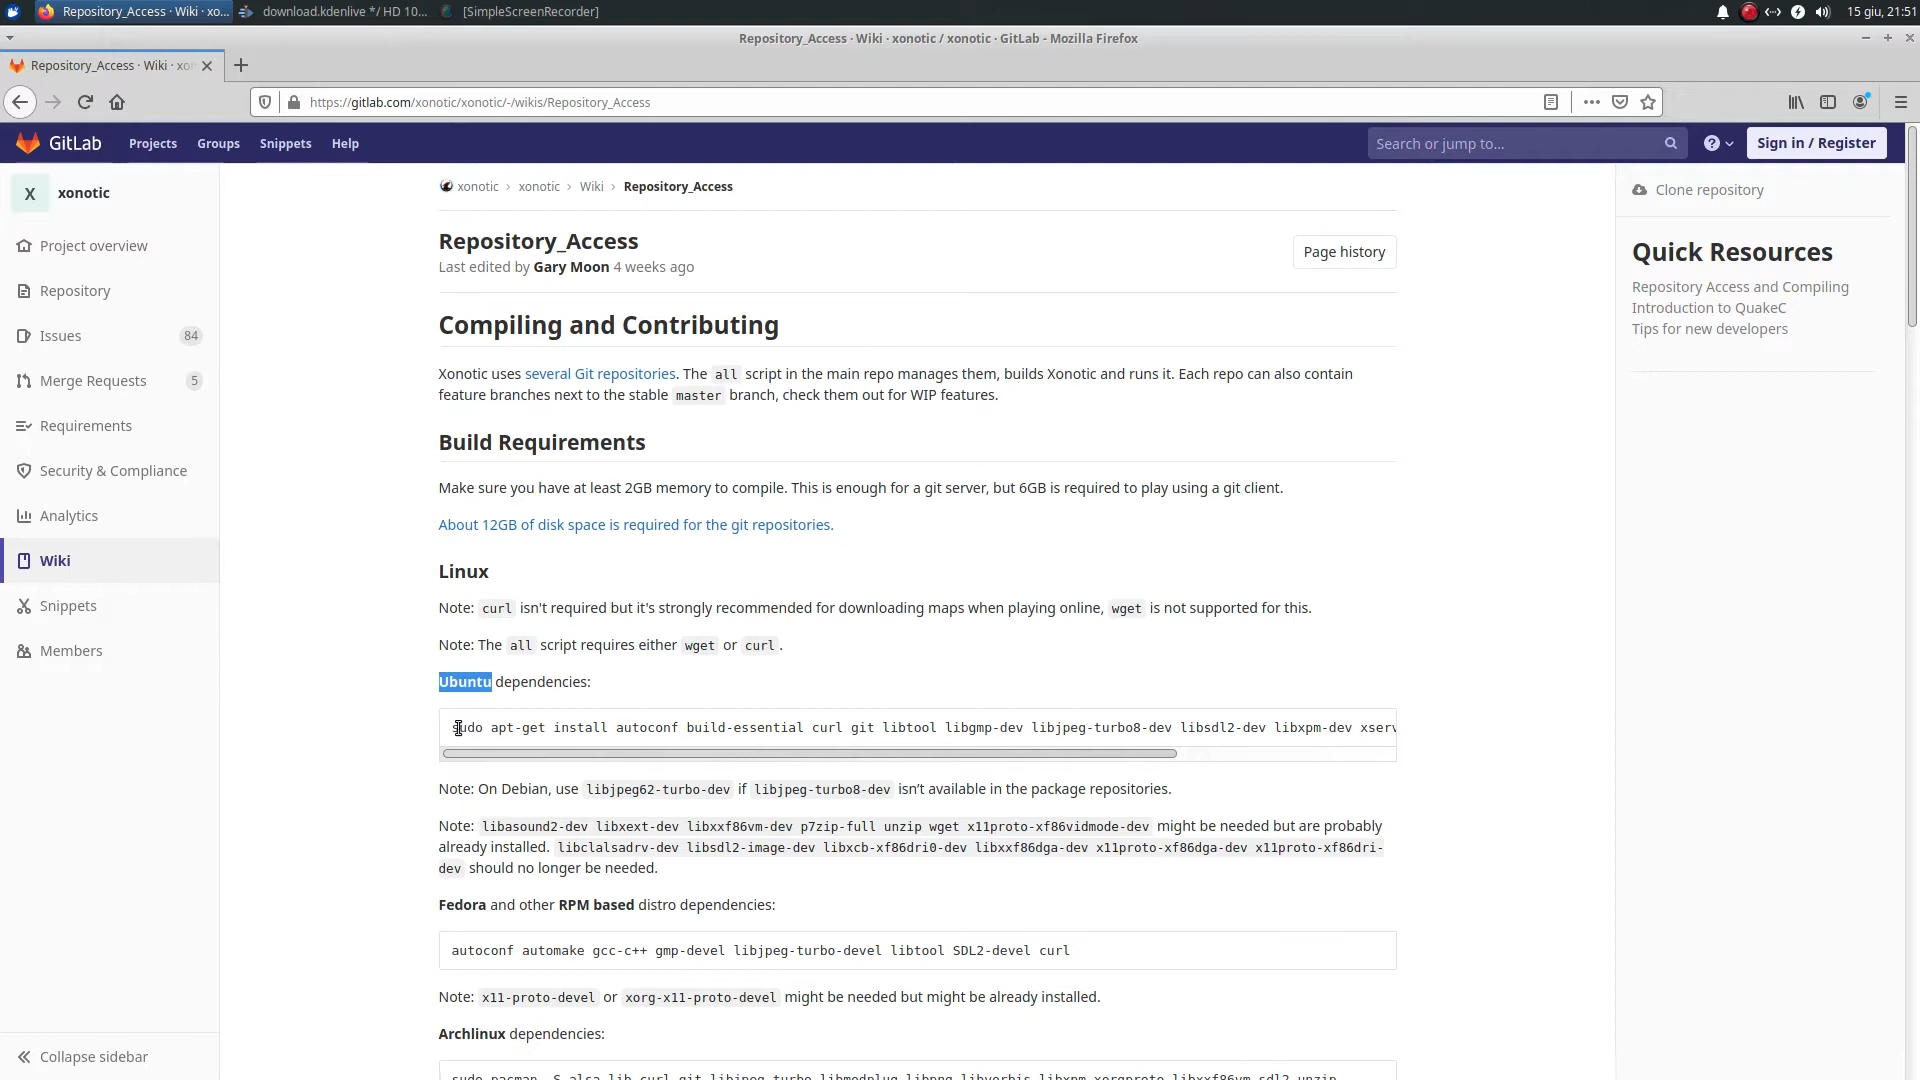 Repository_Access · Wiki · xo...
download.kdenlive */ HD 10...
[SimpleScreenRecorder]
15 giu, 21:51
Repository_Access · Wiki · xonotic / xonotic · GitLab - Mozilla Firefox
Repository_Access · Wiki · xon
https://gitlab.com/xonotic/xonotic/-/wikis/Repository_Access
GitLab
Projects
Groups
Snippets
Help
Search or jump to...
Sign in / Register
X
xonotic
Project overview
Repository
Issues
84
Merge Requests
5
Requirements
Security & Compliance
Analytics
Wiki
Snippets
Members
Collapse sidebar
xonotic › xonotic › Wiki › Repository_Access
Repository_Access
Last edited by Gary Moon 4 weeks ago
Page history
Compiling and Contributing
Xonotic uses several Git repositories. The all script in the main repo manages them, builds Xonotic and runs it. Each repo can also contain
feature branches next to the stable master branch, check them out for WIP features.
Build Requirements
Make sure you have at least 2GB memory to compile. This is enough for a git server, but 6GB is required to play using a git client.
About 12GB of disk space is required for the git repositories.
Linux
Note: curl isn't required but it's strongly recommended for downloading maps when playing online, wget is not supported for this.
Note: The all script requires either wget or curl.
Ubuntu dependencies:
sudo apt-get install autoconf build-essential curl git libtool libgmp-dev libjpeg-turbo8-dev libsdl2-dev libxpm-dev xserv
Note: On Debian, use libjpeg62-turbo-dev if libjpeg-turbo8-dev isn’t available in the package repositories.
Note: libasound2-dev libxext-dev libxxf86vm-dev p7zip-full unzip wget x11proto-xf86vidmode-dev might be needed but are probably
already installed. libclalsadrv-dev libsdl2-image-dev libxcb-xf86dri0-dev libxxf86dga-dev x11proto-xf86dga-dev x11proto-xf86dri-
dev should no longer be needed.
Fedora and other RPM based distro dependencies:
autoconf automake gcc-c++ gmp-devel libjpeg-turbo-devel libtool SDL2-devel curl
Note: x11-proto-devel or xorg-x11-proto-devel might be needed but might be already installed.
Archlinux dependencies:
sudo pacman -S alsa-lib curl git libjpeg-turbo libmodplug libpng libvorbis libxpm xorgproto libxxf86vm sdl2 unzip
Clone repository
Quick Resources
Repository Access and Compiling
Introduction to QuakeC
Tips for new developers